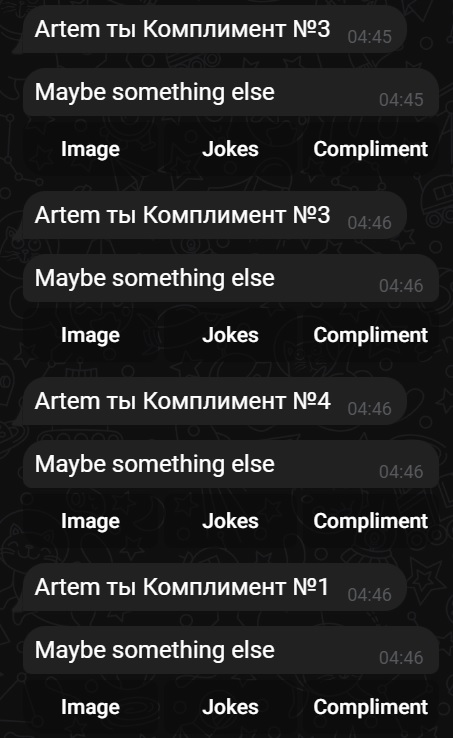 Artem ты Комплимент №3 04:45
Maybe something else 04:45
Image Jokes Compliment
Artem ты Комплимент №3 04:46
Maybe something else 04:46
Image Jokes Compliment
Artem ты Комплимент №4 04:46
Maybe something else 04:46
Image Jokes Compliment
Artem ты Комплимент №1 04:46
Maybe something else 04:46
Image Jokes Compliment